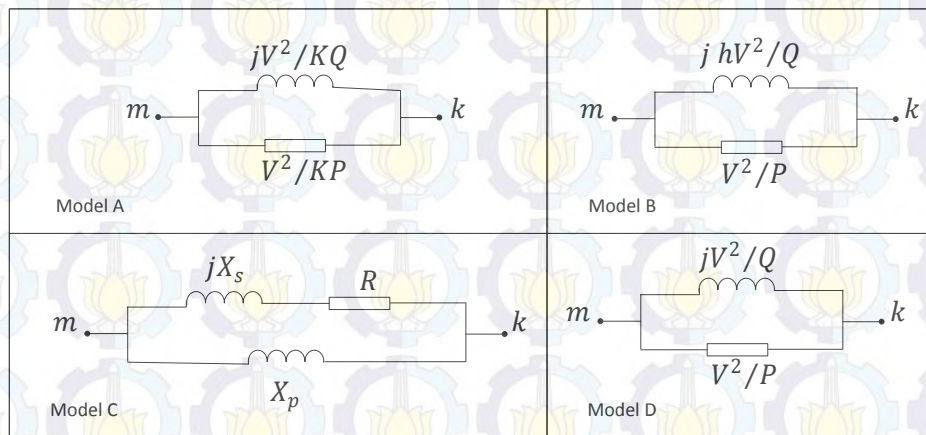 jV²/KQ
m k
V²/KP
Model A
j hV²/Q
m k
V²/P
Model B
jXₛ R
m k
Xₚ
Model C
jV²/Q
m k
V²/P
Model D